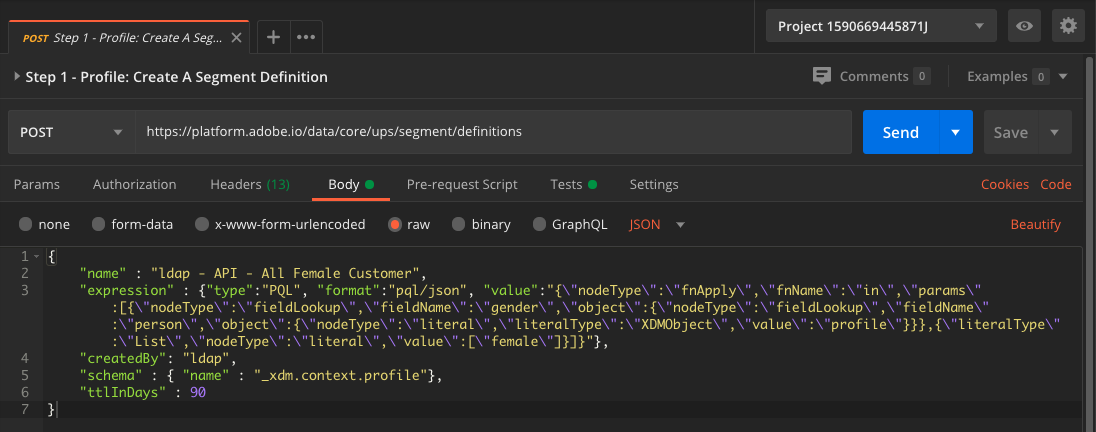 POST Step 1 - Profile: Create A Seg...
Project 1590669445871J
Step 1 - Profile: Create A Segment Definition
Comments 0
Examples 0
POST
https://platform.adobe.io/data/core/ups/segment/definitions
Send
Save
Params Authorization Headers (13) Body Pre-request Script Tests Settings Cookies Code
none form-data x-www-form-urlencoded raw binary GraphQL JSON Beautify
1 {
2 "name" : "ldap - API - All Female Customer",
3 "expression" : {"type":"PQL", "format":"pql/json", "value":"{\"nodeType\":\"fnApply\",\"fnName\":\"in\",\"params\"
:[{\"nodeType\":\"fieldLookup\",\"fieldName\":\"gender\",\"object\":{\"nodeType\":\"fieldLookup\",\"fieldName\"
:\"person\",\"object\":{\"nodeType\":\"literal\",\"literalType\":\"XDMObject\",\"value\":\"profile\"}}},{\"literalType\"
:\"List\",\"nodeType\":\"literal\",\"value\":[\"female\"]}]}"},
4 "createdBy": "ldap",
5 "schema" : { "name" : "_xdm.context.profile"},
6 "ttlInDays" : 90
7 }